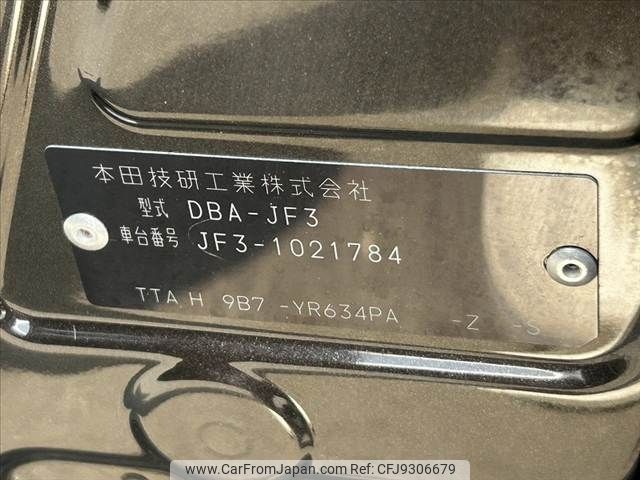 本田技研工業株式会社
型式 DBA-JF3
車台番号 JF3-1021784
TTA H 9B7 -YR634PA -Z -S
www.CarFromJapan.com StockID:CFJ9306679